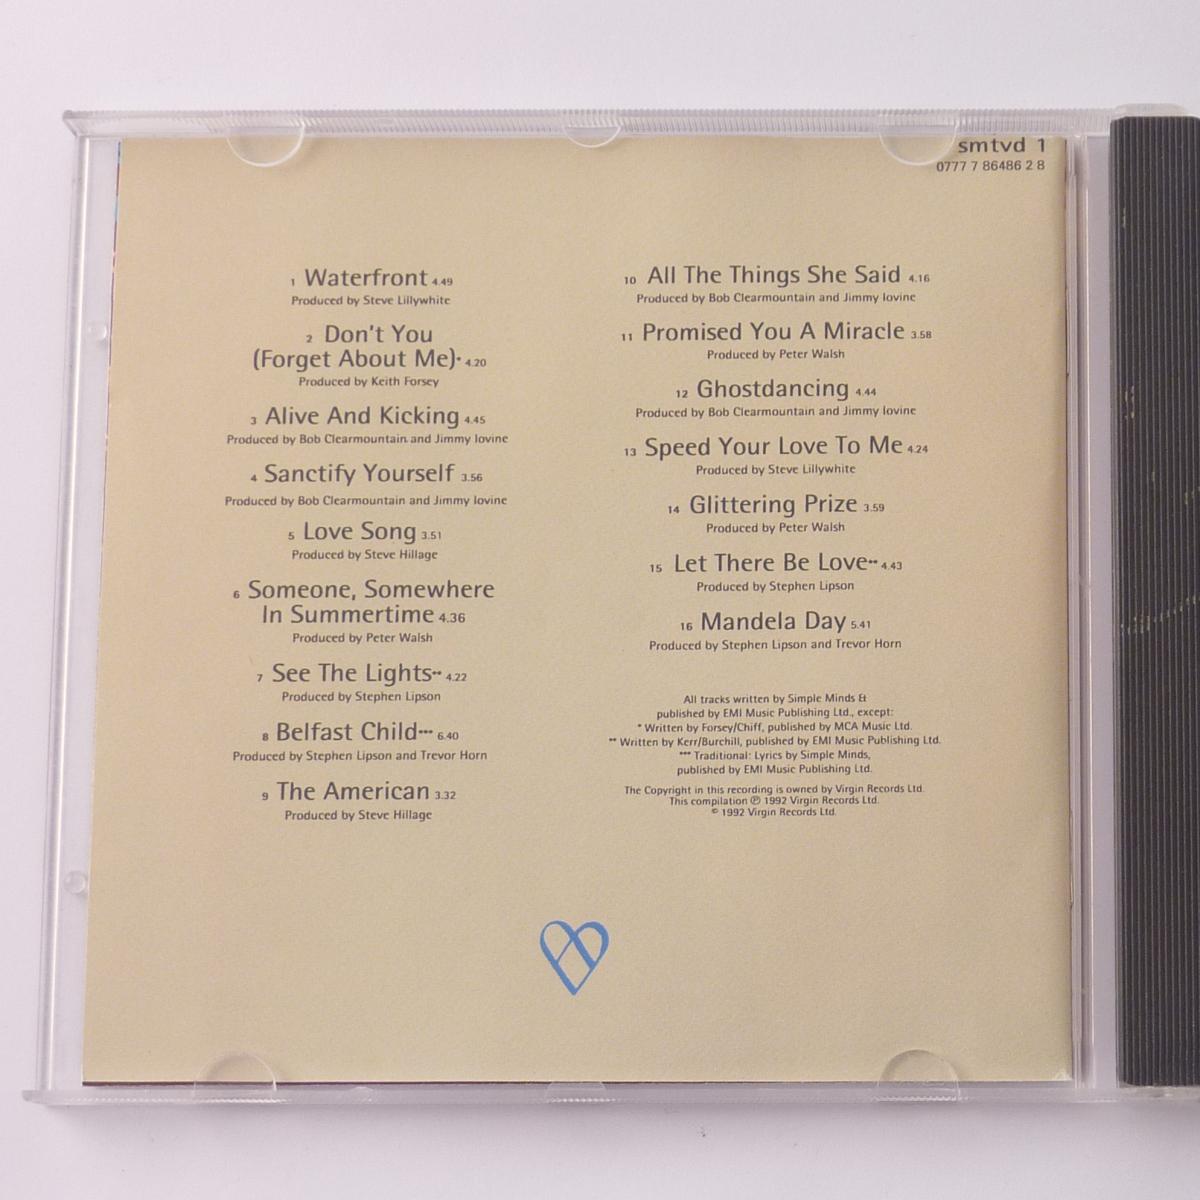 smtvd 1
0777 7 86486 2 8
1 Waterfront 4.49
Produced by Steve Lillywhite
2 Don't You
(Forget About Me)* 4.20
Produced by Keith Forsey
3 Alive And Kicking 4.45
Produced by Bob Clearmountain and Jimmy Iovine
4 Sanctify Yourself 3.56
Produced by Bob Clearmountain and Jimmy Iovine
5 Love Song 3.51
Produced by Steve Hillage
6 Someone, Somewhere
In Summertime 4.36
Produced by Peter Walsh
7 See The Lights** 4.22
Produced by Stephen Lipson
8 Belfast Child*** 6.40
Produced by Stephen Lipson and Trevor Horn
9 The American 3.32
Produced by Steve Hillage
10 All The Things She Said 4.16
Produced by Bob Clearmountain and Jimmy Iovine
11 Promised You A Miracle 3.58
Produced by Peter Walsh
12 Ghostdancing 4.44
Produced by Bob Clearmountain and Jimmy Iovine
13 Speed Your Love To Me 4.24
Produced by Steve Lillywhite
14 Glittering Prize 3.59
Produced by Peter Walsh
15 Let There Be Love** 4.43
Produced by Stephen Lipson
16 Mandela Day 5.41
Produced by Stephen Lipson and Trevor Horn
All tracks written by Simple Minds &
published by EMI Music Publishing Ltd., except:
* Written by Forsey/Chiff, published by MCA Music Ltd.
** Written by Kerr/Burchill, published by EMI Music Publishing Ltd.
*** Traditional: Lyrics by Simple Minds,
published by EMI Music Publishing Ltd.
The Copyright in this recording is owned by Virgin Records Ltd.
This compilation ℗ 1992 Virgin Records Ltd.
© 1992 Virgin Records Ltd.